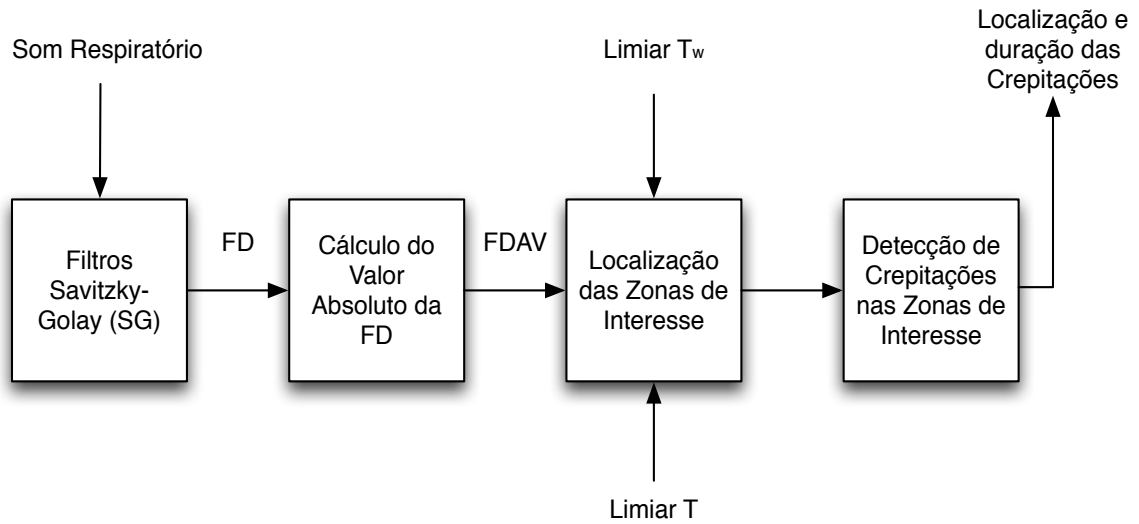 Localização e
duração das
Crepitações
Som Respiratório
Limiar Tw
Filtros
Savitzky-
Golay (SG)
FD
Cálculo do
Valor
Absoluto da
FD
FDAV
Localização
das Zonas de
Interesse
Detecção de
Crepitações
nas Zonas de
Interesse
Limiar T